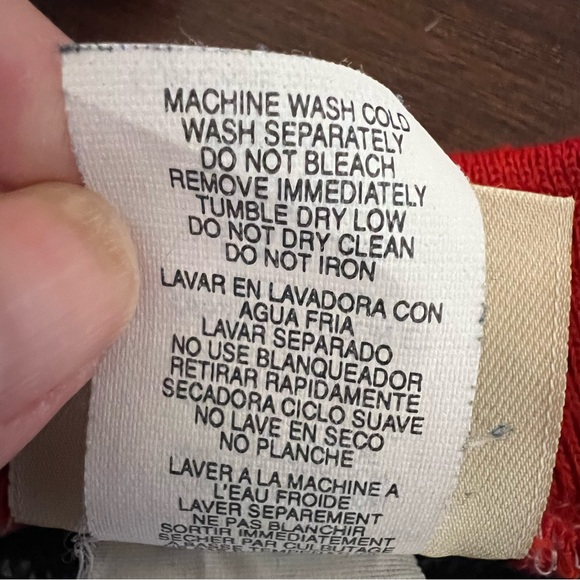 MACHINE WASH COLD
WASH SEPARATELY
DO NOT BLEACH
REMOVE IMMEDIATELY
TUMBLE DRY LOW
DO NOT DRY CLEAN
DO NOT IRON
LAVAR EN LAVADORA CON
AGUA FRIA
LAVAR SEPARADO
NO USE BLANQUEADOR
RETIRAR RAPIDAMENTE
SECADORA CICLO SUAVE
NO LAVE EN SECO
NO PLANCHE
LAVER A LA MACHINE A
L'EAU FROIDE
LAVER SEPAREMENT
NE PAS BLANCHIR
SORTIR IMMEDIATEMENT
SECHER PAR CULBUTAGE